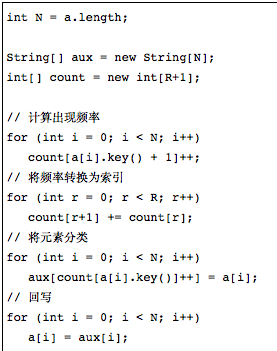 int N = a.length;
String[] aux = new String[N];
int[] count = new int[R+1];
// 计算出现频率
for (int i = 0; i < N; i++)
count[a[i].key() + 1]++;
// 将频率转换为索引
for (int r = 0; r < R; r++)
count[r+1] += count[r];
// 将元素分类
for (int i = 0; i < N; i++)
aux[count[a[i].key()]++] = a[i];
// 回写
for (int i = 0; i < N; i++)
a[i] = aux[i];